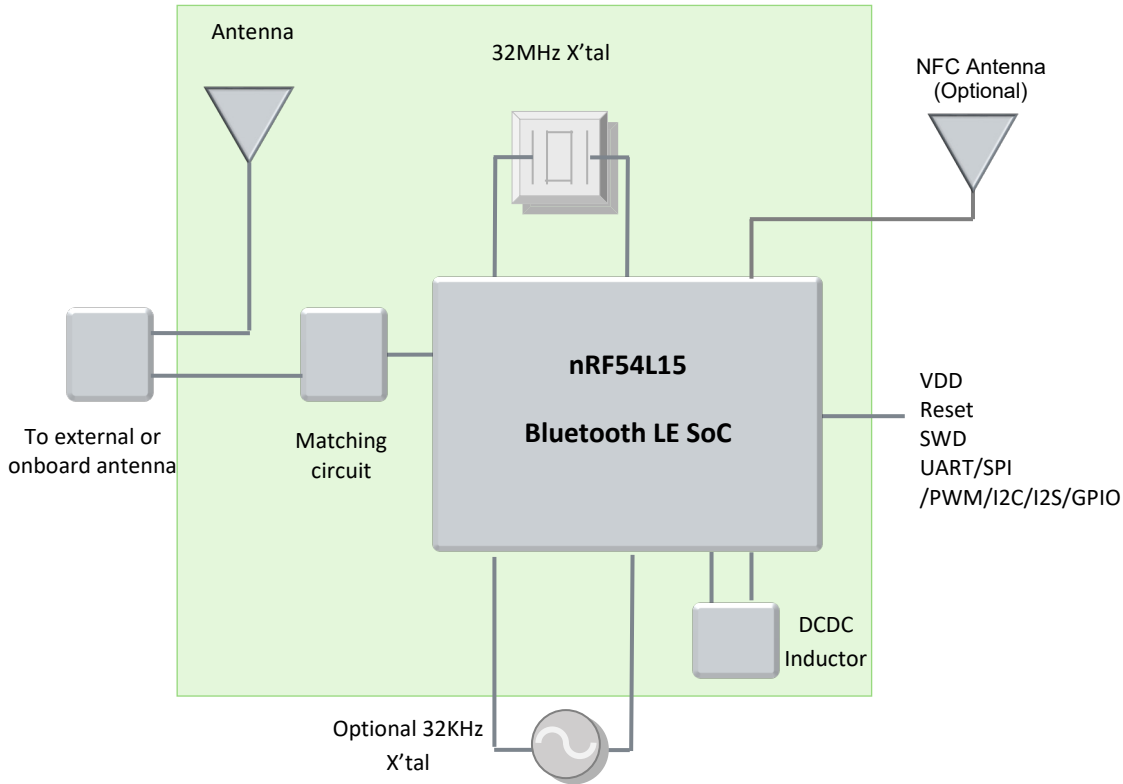 Antenna
32MHz X’tal
NFC Antenna
(Optional)
nRF54L15
Bluetooth LE SoC
To external or
onboard antenna
Matching
circuit
VDD
Reset
SWD
UART/SPI
/PWM/I2C/I2S/GPIO
DCDC
Inductor
Optional 32KHz
X’tal